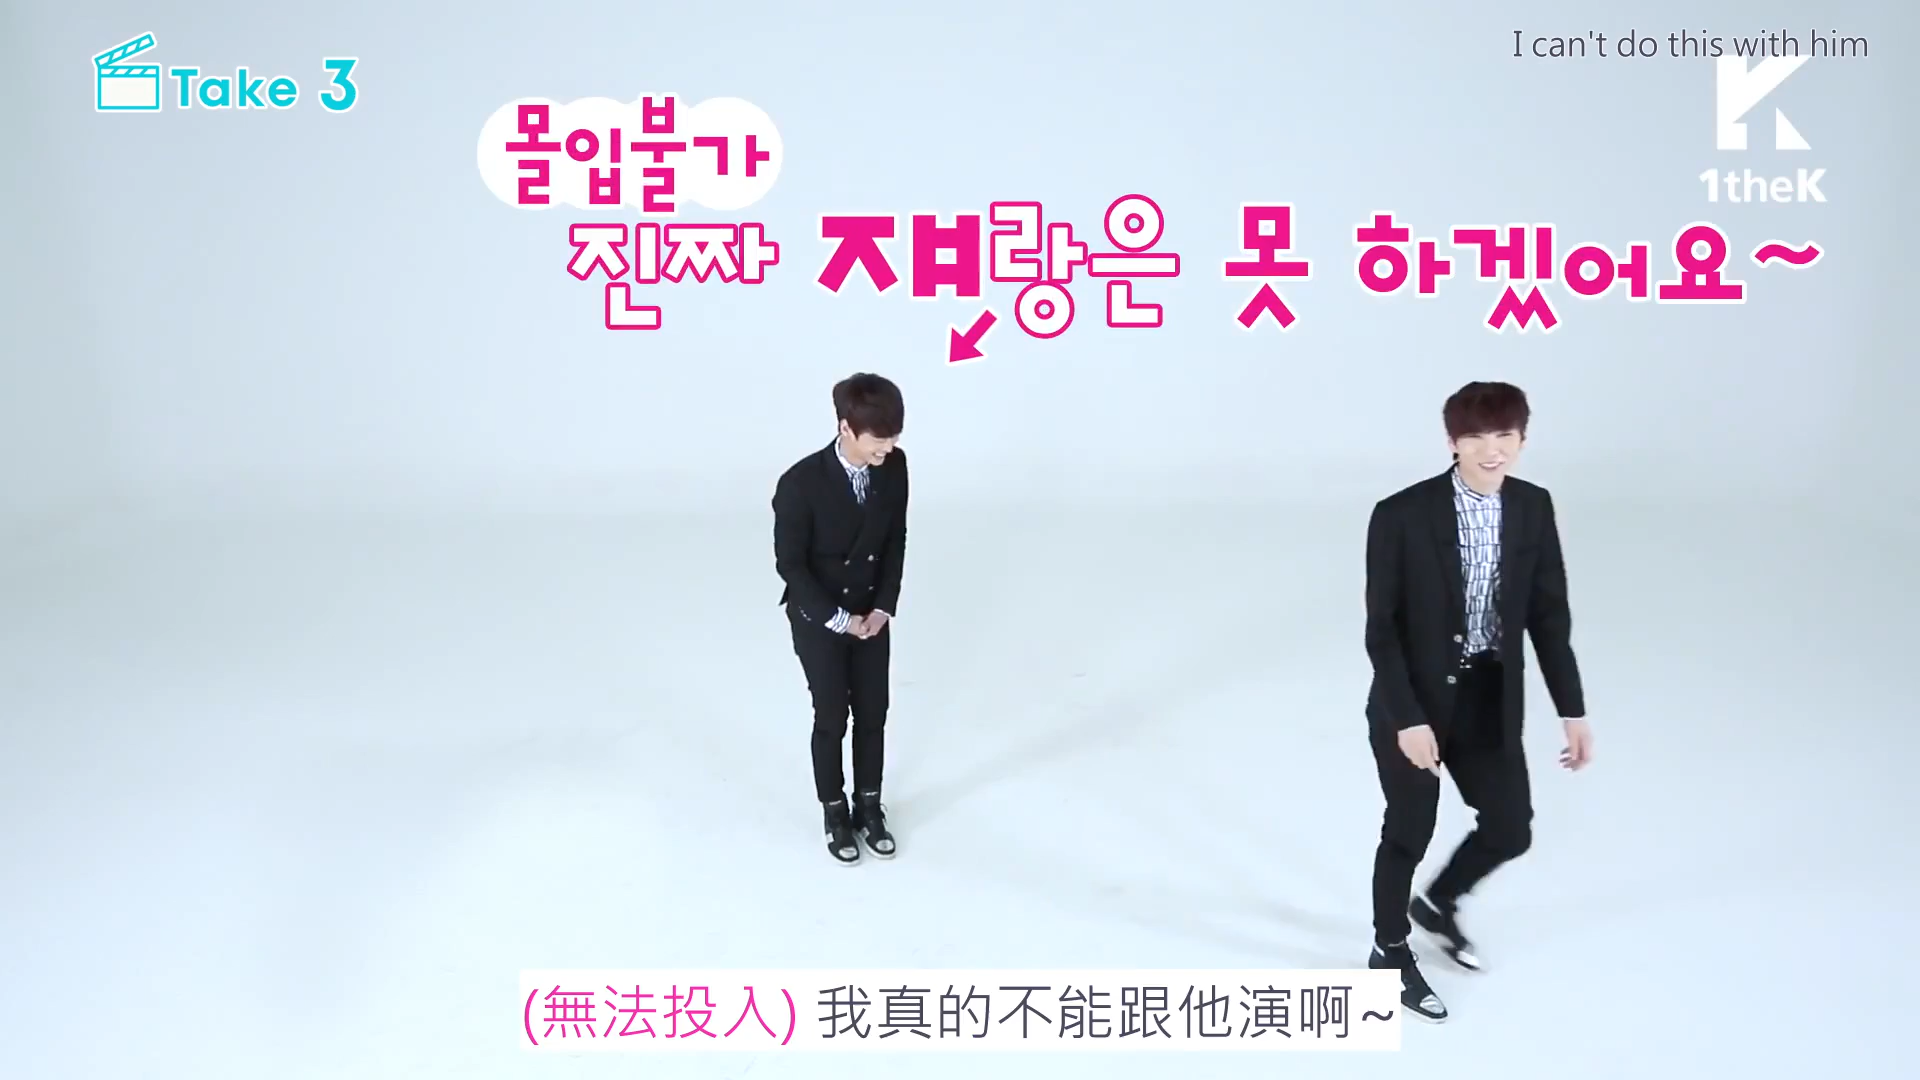 I can't do this with him
Take 3
1theK
몰입불가
진짜 쟤랑은 못 하겠어요~
(無法投入) 我真的不能跟他演啊~